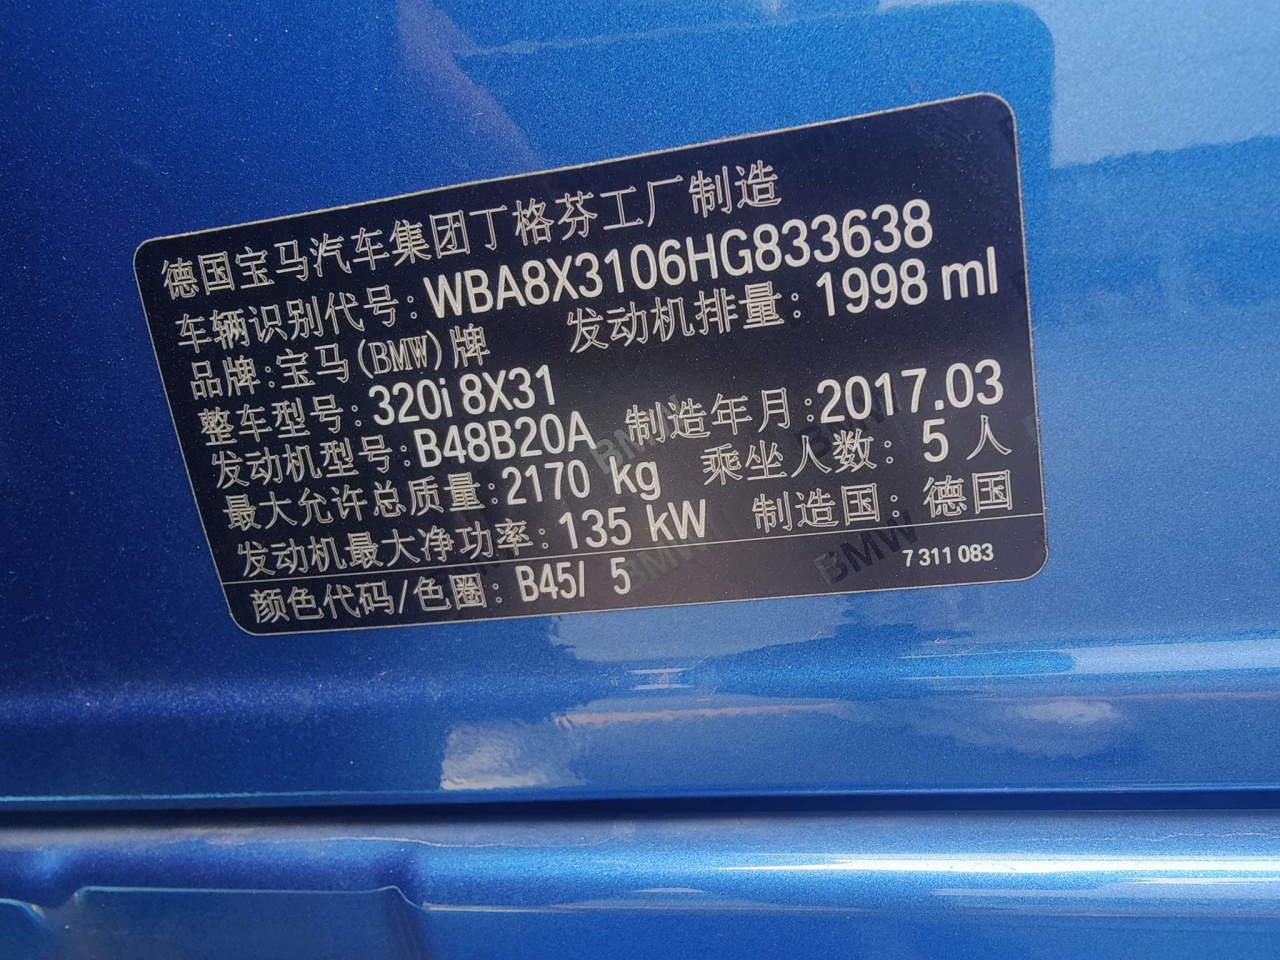 德国宝马汽车集团丁格芬工厂制造
车辆识别代号: WBA8X3106HG833638
品牌:宝马(BMW)牌 发动机排量: 1998 ml
整车型号: 320i 8X31
发动机型号: B48B20A 制造年月:2017.03
最大允许总质量:2170 kg 乘坐人数: 5 人
发动机最大净功率: 135 kW 制造国: 德国
颜色代码/色圈: B45/ 5 7 311 083
BMW
BMW
BMW